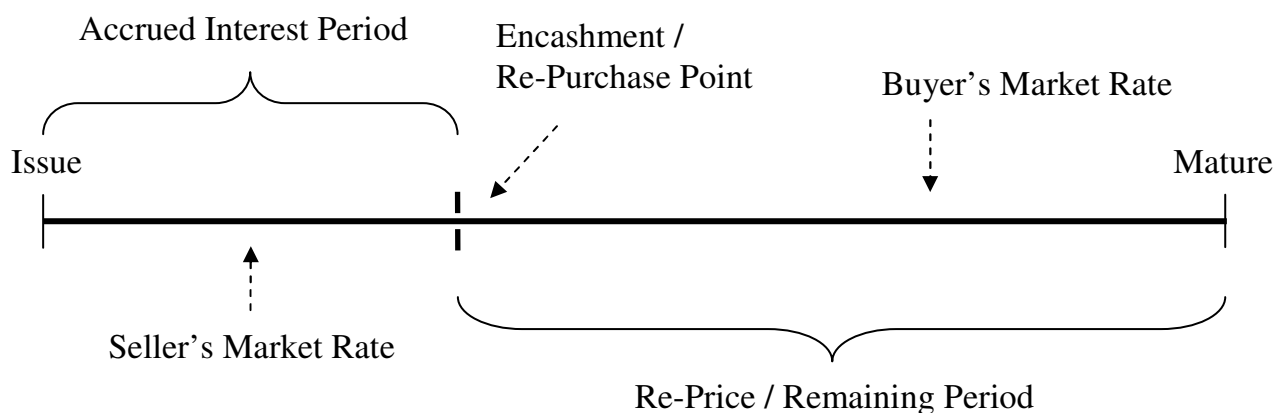 Accrued Interest Period
Encashment /
Re-Purchase Point
Buyer’s Market Rate
Issue
Mature
Seller’s Market Rate
Re-Price / Remaining Period